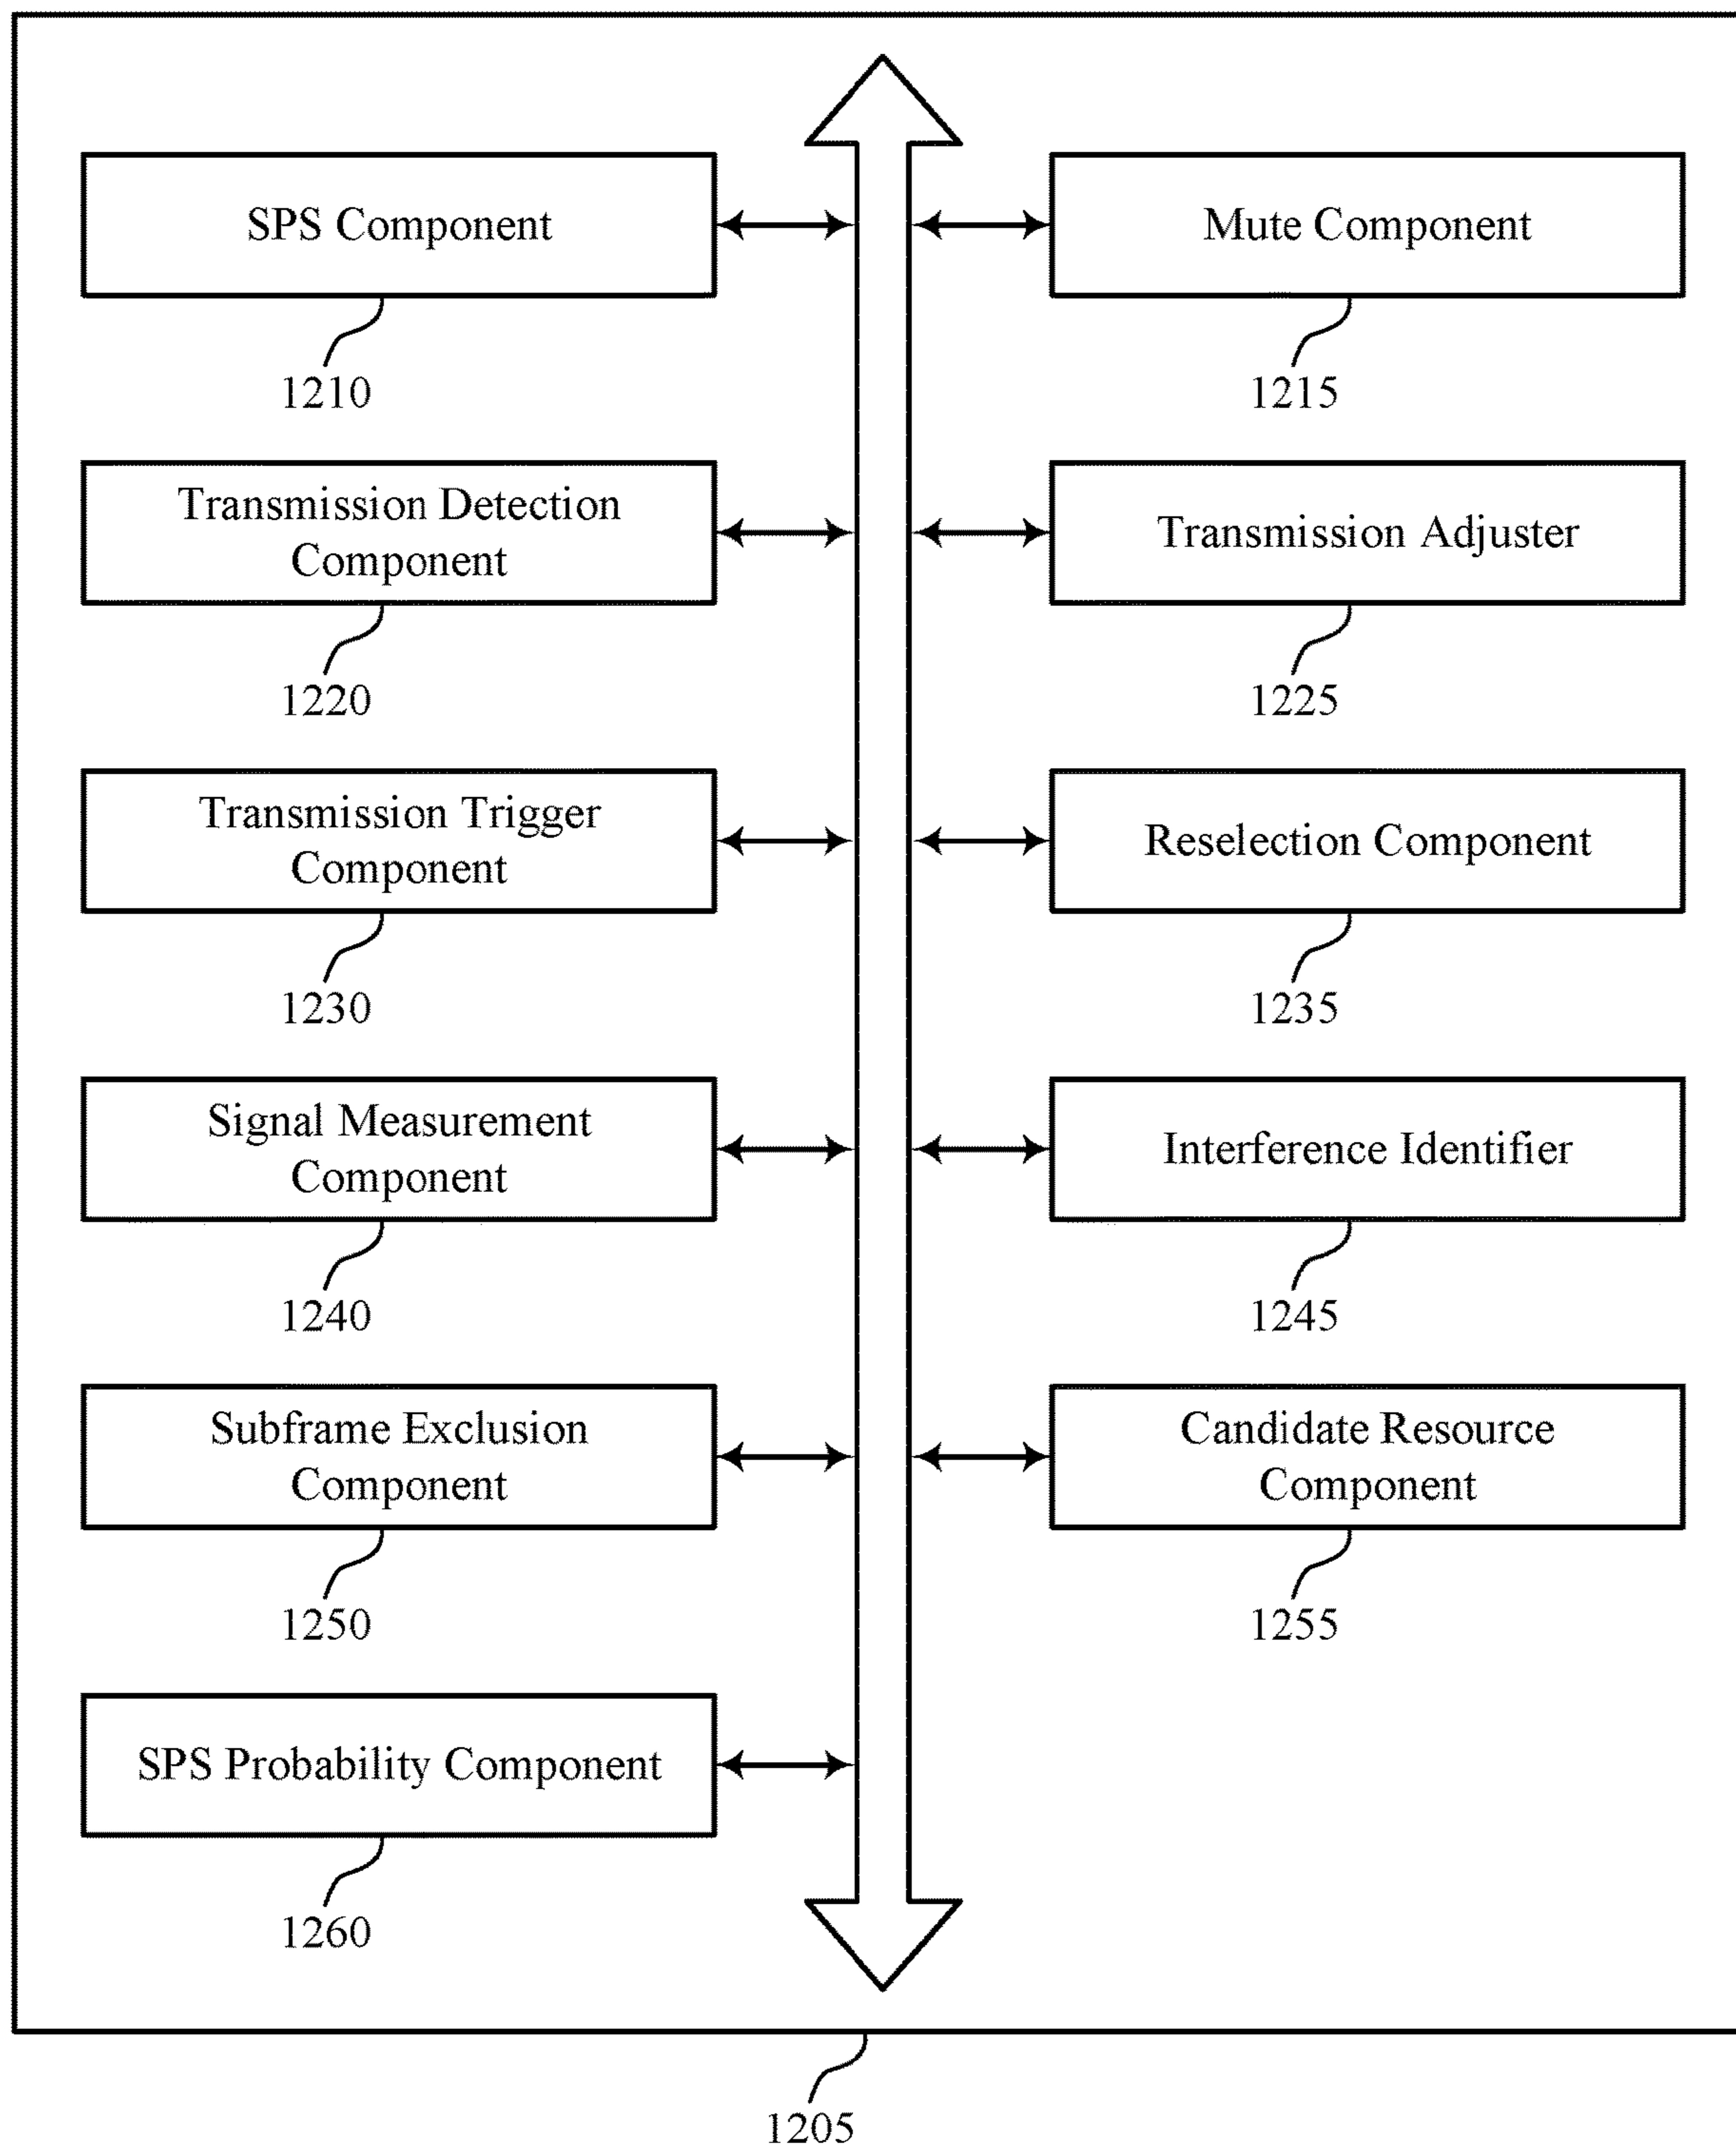 SPS Component
Mute Component
1210
1215
Transmission Detection
Component
Transmission Adjuster
1220
1225
Transmission Trigger
Component
Reselection Component
1230
1235
Signal Measurement
Component
Interference Identifier
1240
1245
Subframe Exclusion
Component
Candidate Resource
Component
1250
1255
SPS Probability Component
1260
1205